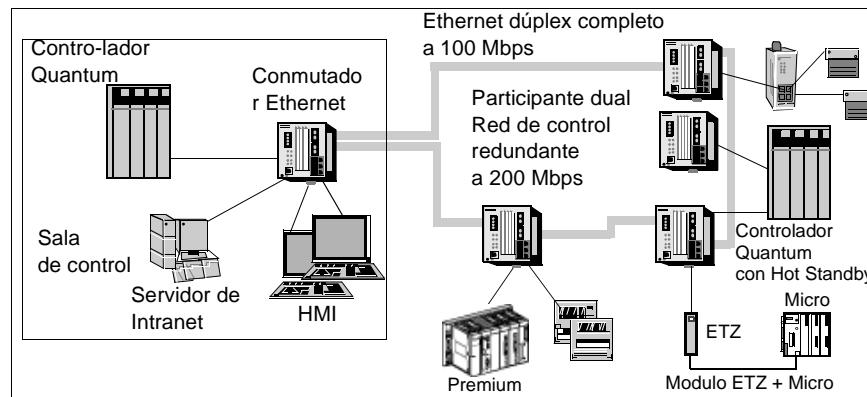 Contro-lador
Quantum
Conmutado
r Ethernet
Sala
de control
Servidor de
Intranet
HMI
Ethernet dúplex completo
a 100 Mbps
Participante dual
Red de control
redundante
a 200 Mbps
Controlador
Quantum
con Hot Standby
Micro
ETZ
Premium
Modulo ETZ + Micro